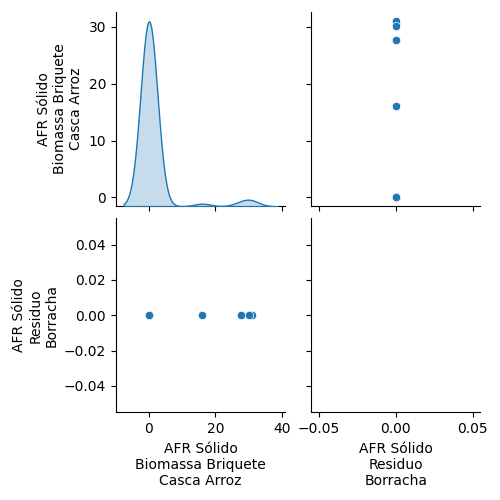 30
20
10
0
AFR Sólido
Biomassa Briquete
Casca Arroz
0.04
0.02
0.00
−0.02
−0.04
AFR Sólido
Residuo
Borracha
0
20
40
AFR Sólido
Biomassa Briquete
Casca Arroz
−0.05
0.00
0.05
AFR Sólido
Residuo
Borracha